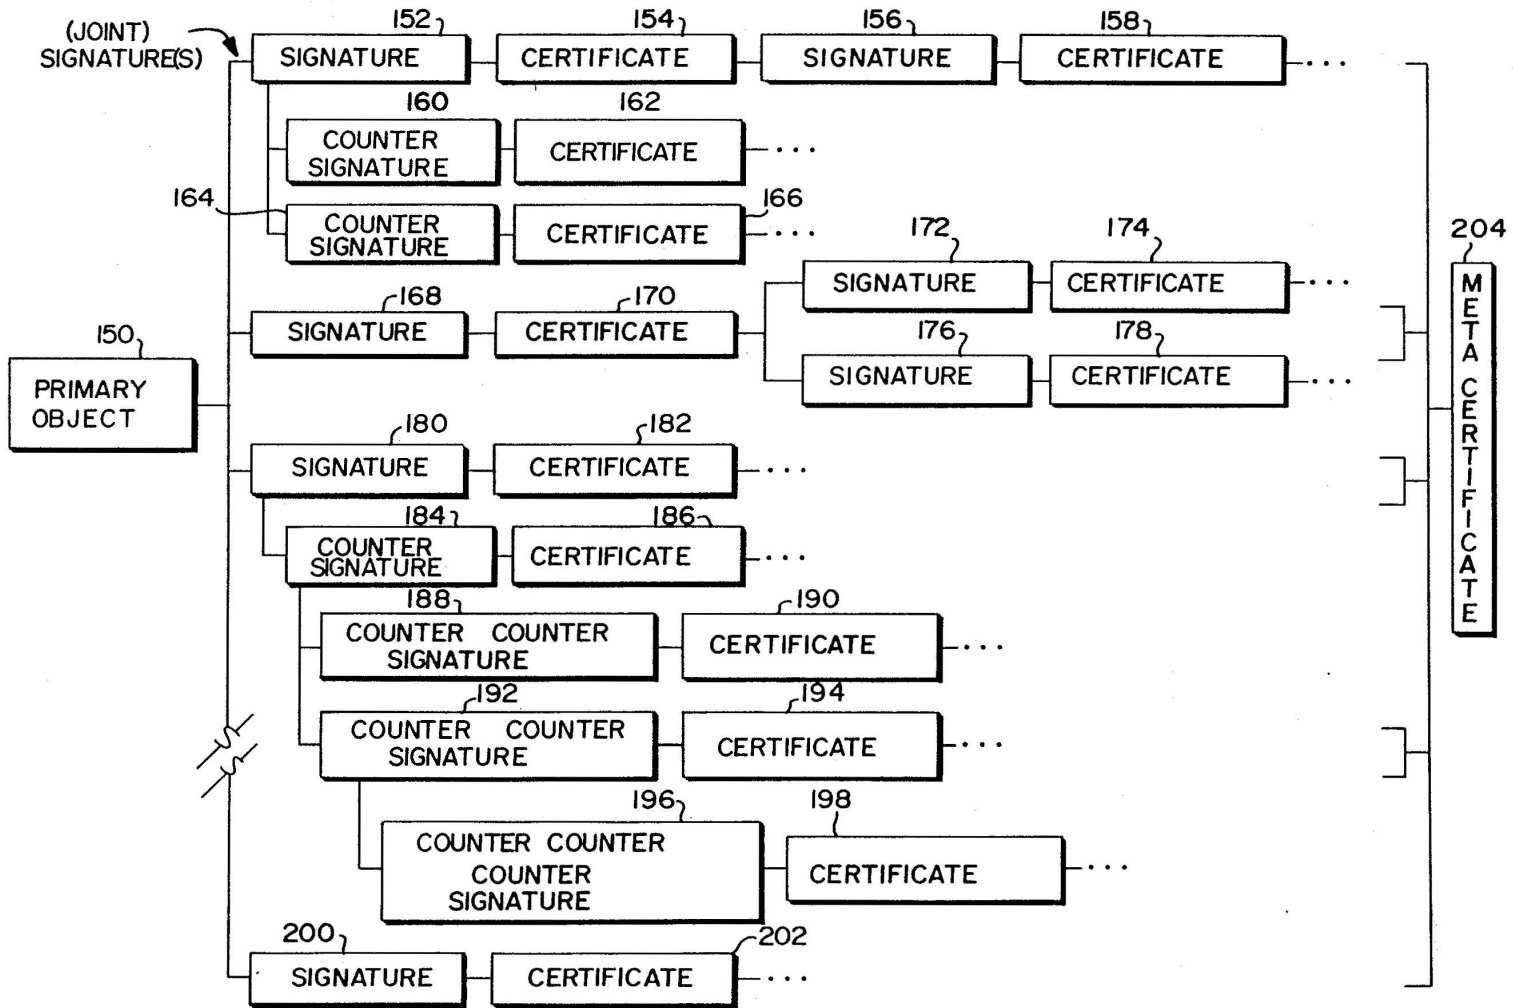 (JOINT)
SIGNATURE(S)
152
154
156
158
SIGNATURE
CERTIFICATE
SIGNATURE
CERTIFICATE
...
160
162
COUNTER
SIGNATURE
CERTIFICATE
...
164
166
COUNTER
SIGNATURE
CERTIFICATE
...
172
174
SIGNATURE
CERTIFICATE
...
168
170
SIGNATURE
CERTIFICATE
176
178
SIGNATURE
CERTIFICATE
...
150
PRIMARY
OBJECT
180
182
SIGNATURE
CERTIFICATE
...
184
186
COUNTER
SIGNATURE
CERTIFICATE
...
188
190
COUNTER COUNTER
SIGNATURE
CERTIFICATE
...
192
194
COUNTER COUNTER
SIGNATURE
CERTIFICATE
...
196
198
COUNTER COUNTER
COUNTER
SIGNATURE
CERTIFICATE
...
200
202
SIGNATURE
CERTIFICATE
...
204
META CERTIFICATE